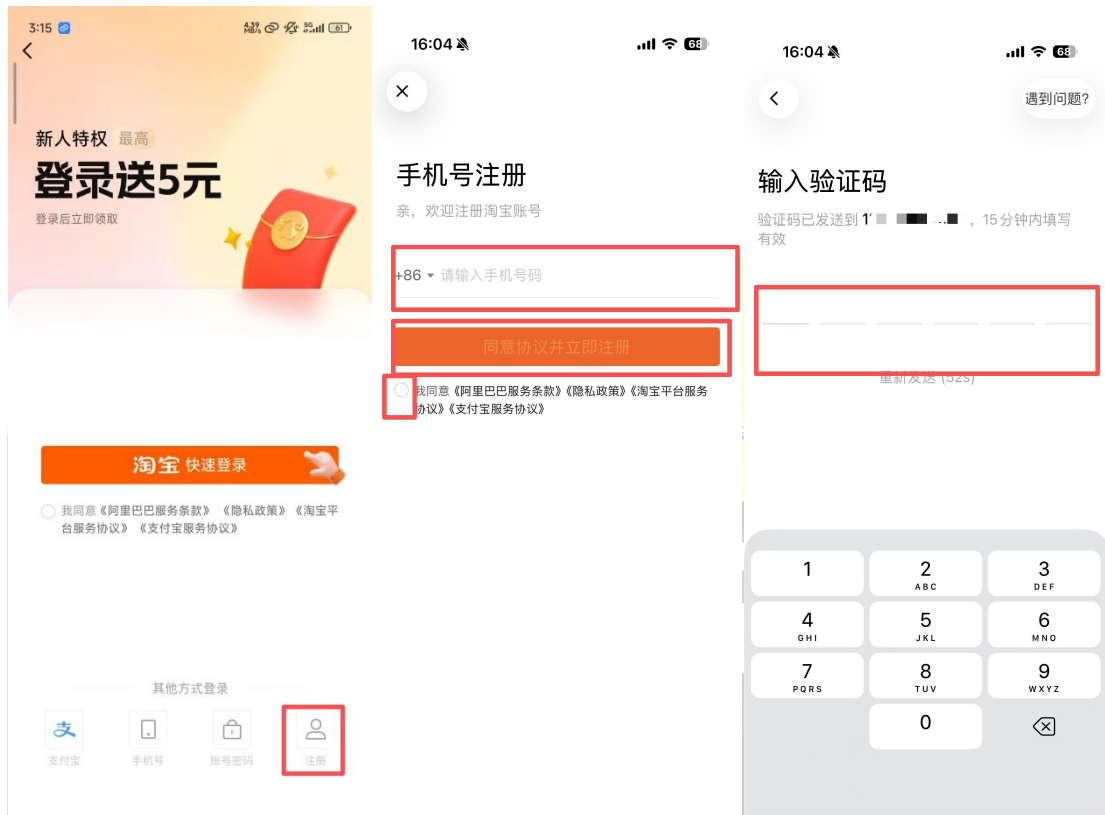 3:15
4.39 MB/s 5G 61
新人特权 最高
登录送5元
登录后立即领取
淘宝 快速登录
我同意《阿里巴巴服务条款》 《隐私政策》 《淘宝平
台服务协议》 《支付宝服务协议》
其他方式登录
支付宝 手机号 账号密码 注册
16:04
68
手机号注册
亲，欢迎注册淘宝账号
+86 请输入手机号码
同意协议并立即注册
我同意《阿里巴巴服务条款》《隐私政策》《淘宝平台服务
协议》《支付宝服务协议》
16:04
68
遇到问题?
输入验证码
验证码已发送到 1 ，15分钟内填写
有效
重新发送 (52s)
1 2 3
ABC DEF
4 5 6
GHI JKL MNO
7 8 9
PQRS TUV WXYZ
0